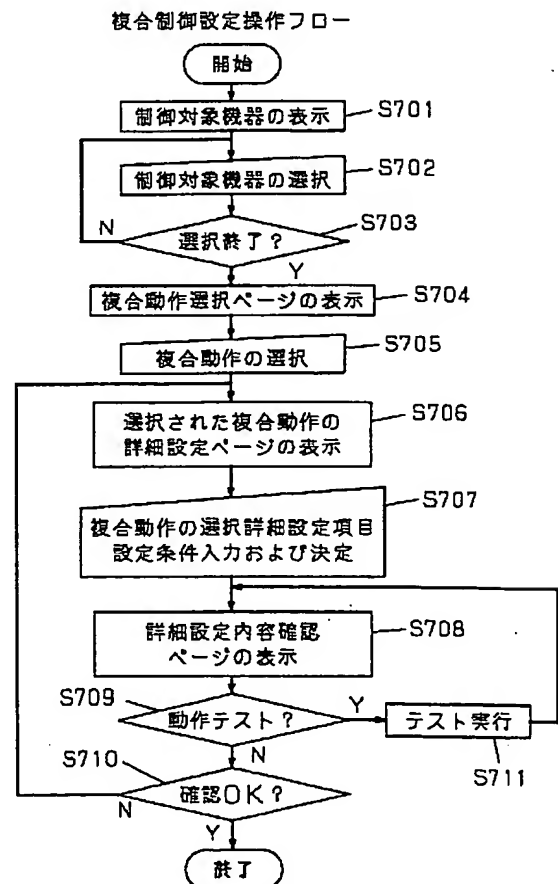 複合制御設定操作フロー
開始
制御対象機器の表示
S701
制御対象機器の選択
S702
選択終了?
S703
N
Y
複合動作選択ページの表示
S704
複合動作の選択
S705
選択された複合動作の
詳細設定ページの表示
S706
複合動作の選択詳細設定項目
設定条件入力および決定
S707
詳細設定内容確認
ページの表示
S708
S709
動作テスト?
Y
テスト実行
S711
N
S710
確認OK?
N
Y
終了